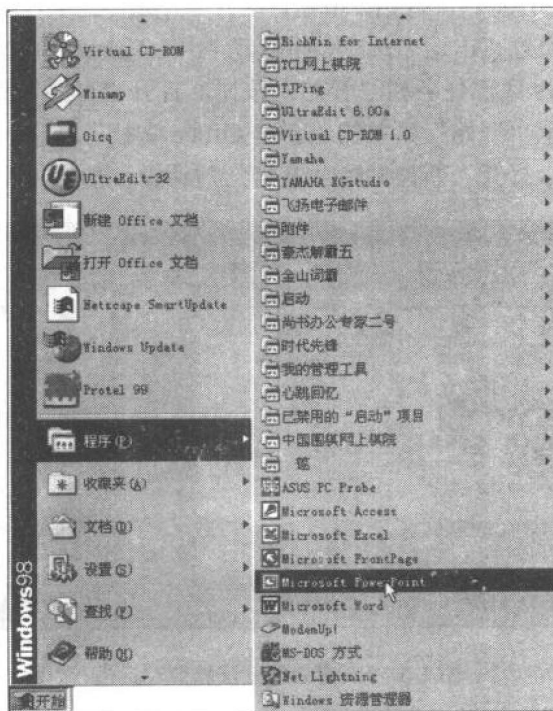 Virtual CD-ROM
Winamp
Oicq
UltraEdit-32
新建 Office 文档
打开 Office 文档
Netscape SmartUpdate
Windows Update
Protel 99
程序(P)
收藏夹(A)
文档(D)
设置(S)
查找(F)
帮助(H)
Windows98
开始
RichWin for Internet
TCL网上棋院
TJPing
UltraEdit 6.00a
Virtual CD-ROM 1.0
Yamaha
YAMAHA XGstudio
飞扬电子邮件
附件
豪杰解霸五
金山词霸
启动
尚书办公专家二号
时代先锋
我的管理工具
心跳回忆
已禁用的“启动”项目
中国围棋网上棋院
ASUS PC Probe
Microsoft Access
Microsoft Excel
Microsoft FrontPage
Microsoft PowerPoint
Microsoft Word
ModemUp!
MS-DOS 方式
Net Lightning
Windows 资源管理器